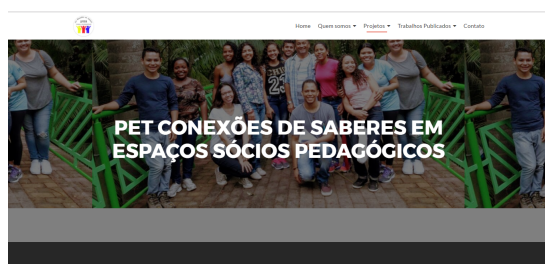 Home Quem somos Projetos Trabalhos Publicados Contato
PET CONEXÕES DE SABERES EM
ESPAÇOS SÓCIOS PEDAGÓGICOS